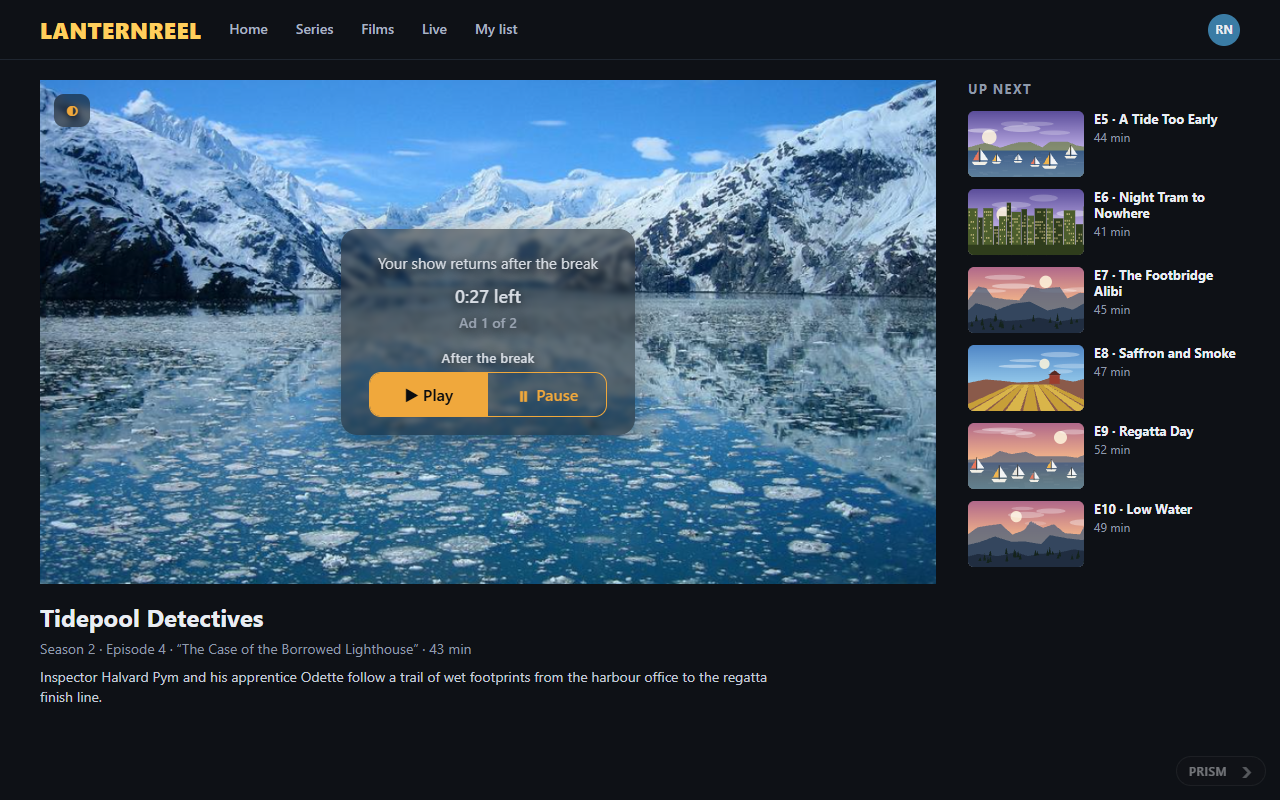 LANTERNREEL Home Series Films Live My list RN
Your show returns after the break
0:27 left
Ad 1 of 2
After the break
Play Pause
Tidepool Detectives
Season 2 · Episode 4 · “The Case of the Borrowed Lighthouse” · 43 min
Inspector Halvard Pym and his apprentice Odette follow a trail of wet footprints from the harbour office to the regatta
finish line.
UP NEXT
E5 · A Tide Too Early
44 min
E6 · Night Tram to
Nowhere
41 min
E7 · The Footbridge
Alibi
45 min
E8 · Saffron and Smoke
47 min
E9 · Regatta Day
52 min
E10 · Low Water
49 min
PRISM